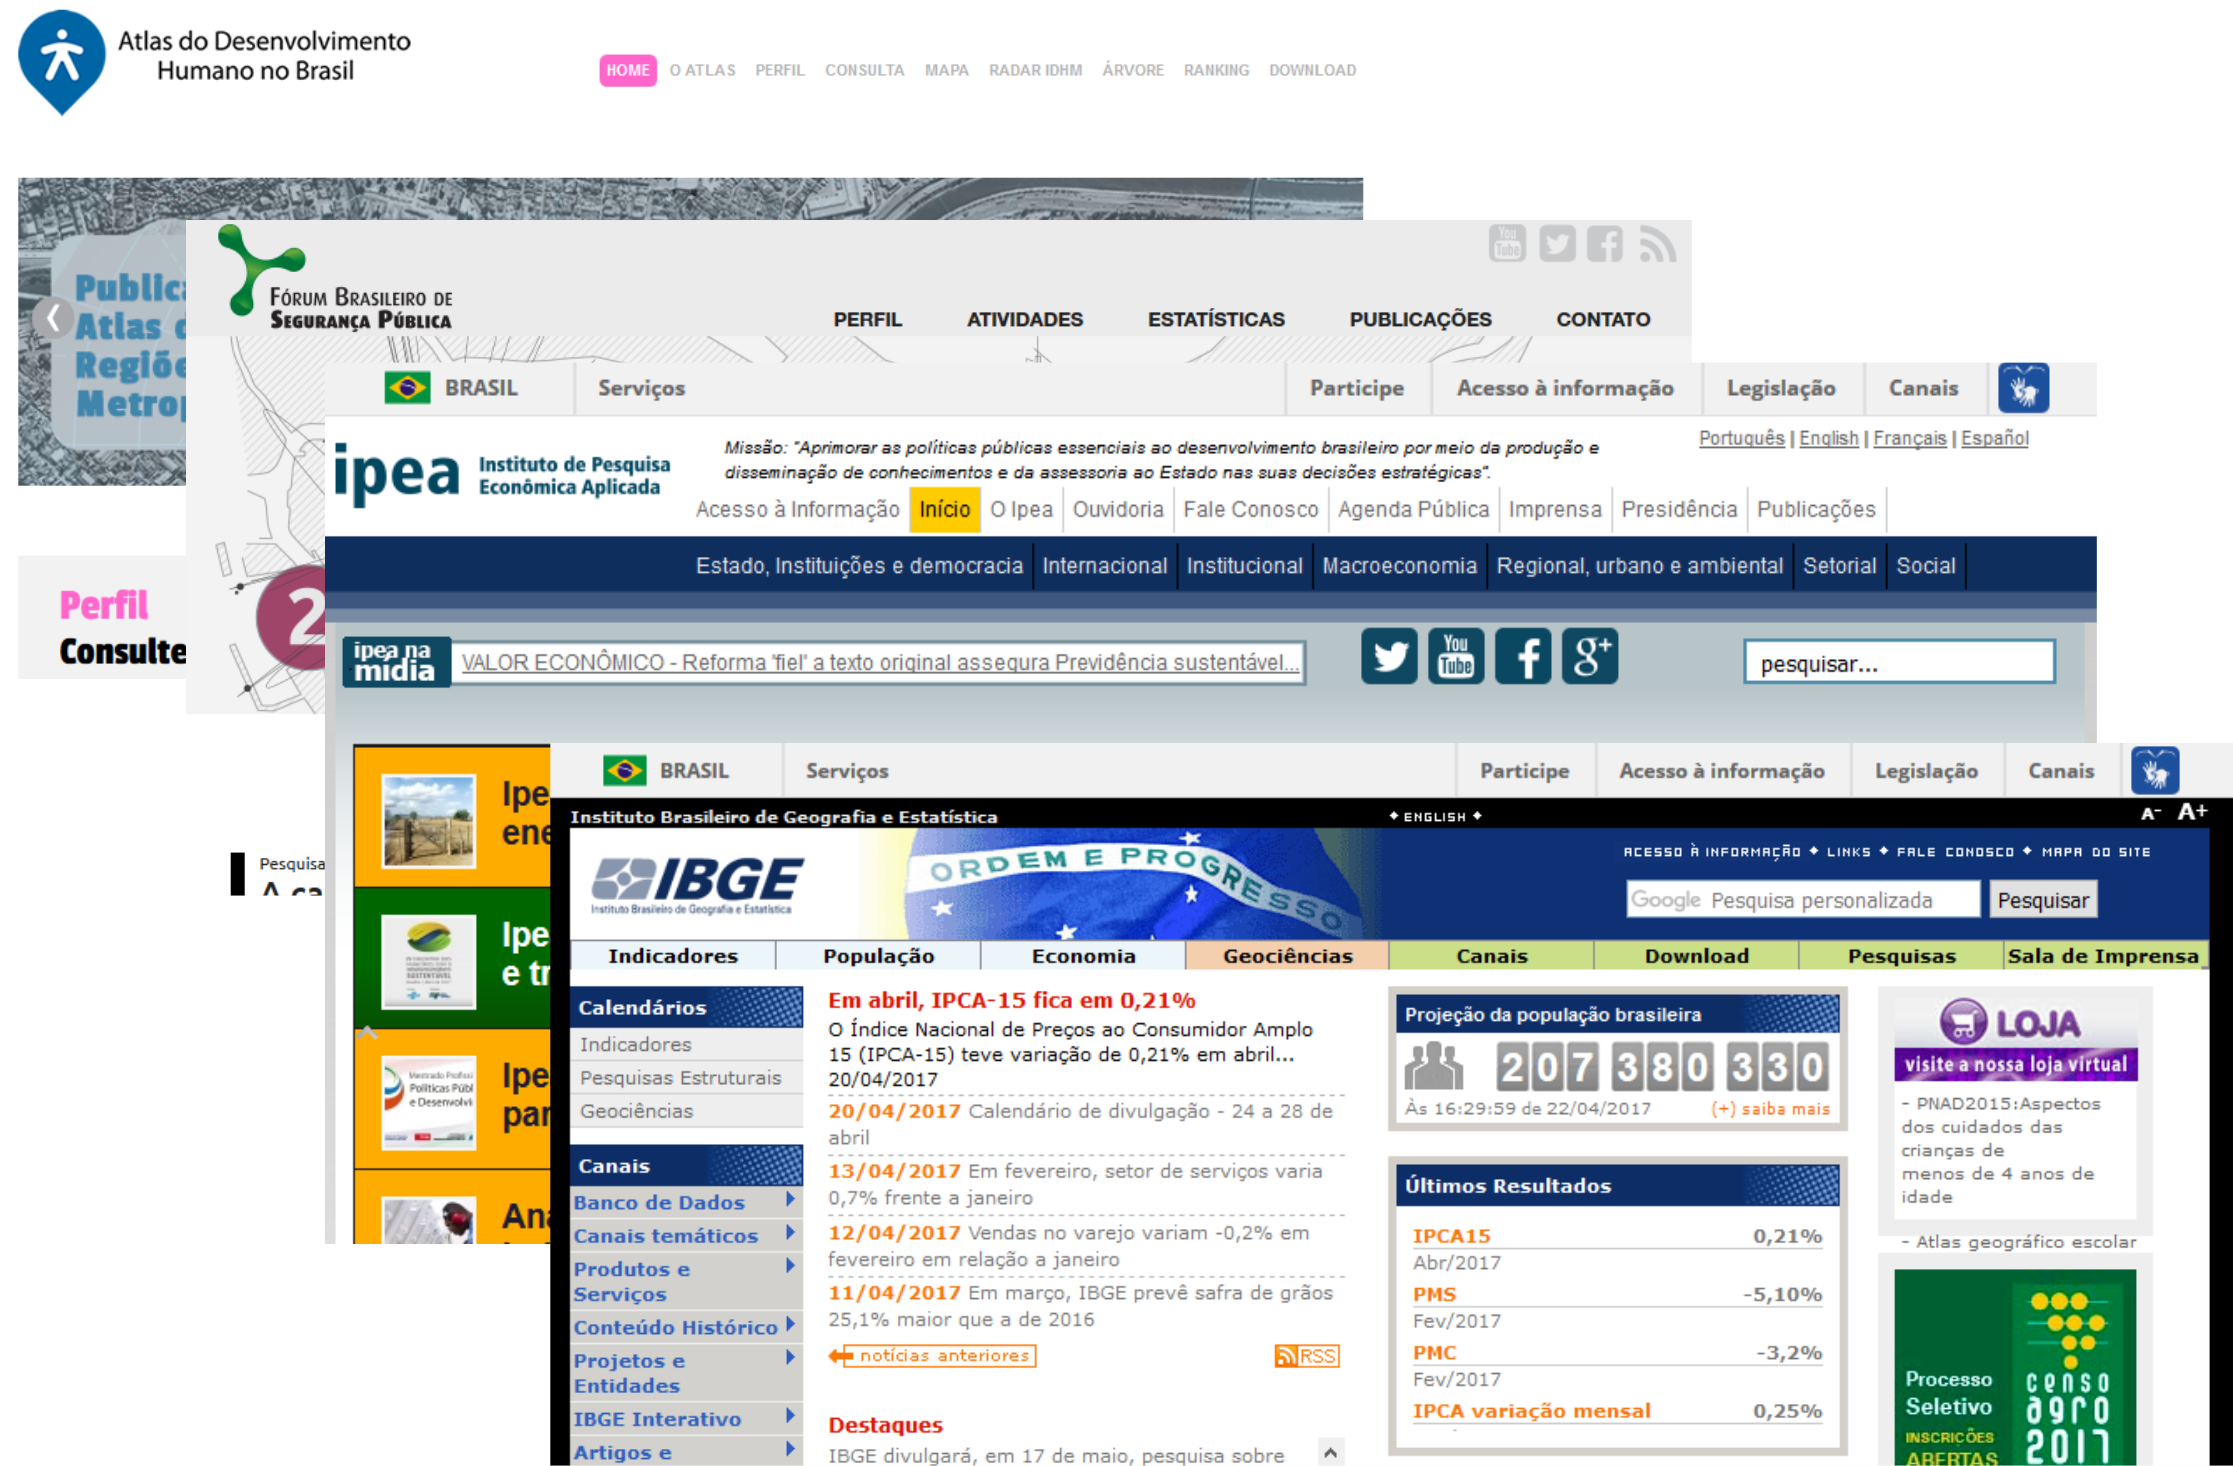 Atlas do Desenvolvimento
Humano no Brasil
HOME O ATLAS PERFIL CONSULTA MAPA RADAR IDHM ÁRVORE RANKING DOWNLOAD
Atlas
Perfil
Consulte
FÓRUM BRASILEIRO DE
SEGURANÇA PÚBLICA
You
Tube
PERFIL ATIVIDADES ESTATÍSTICAS PUBLICAÇÕES CONTATO
2
BRASIL Serviços Participe Acesso à informação Legislação Canais
ipea Instituto de Pesquisa
Econômica Aplicada
Missão: "Aprimorar as políticas públicas essenciais ao desenvolvimento brasileiro por meio da produção e
disseminação de conhecimentos e da assessoria ao Estado nas suas decisões estratégicas".
Português | English | Français | Español
Acesso à Informação Início O Ipea Ouvidoria Fale Conosco Agenda Pública Imprensa Presidência Publicações
Estado, Instituições e democracia Internacional Institucional Macroeconomia Regional, urbano e ambiental Setorial Social
ipea na
mídia
VALOR ECONÔMICO - Reforma 'fiel' a texto original assegura Previdência sustentável...
You
Tube
g+
pesquisar...
Ipe
ene
Ipe
e tr
Mestrado Profissi
Políticas Públ
e Desenvolvi
Ipe
par
Ana
Pesquisa
BRASIL Serviços Participe Acesso à informação Legislação Canais
Instituto Brasileiro de Geografia e Estatística
ENGLISH
A- A+
IBGE
Instituto Brasileiro de Geografia e Estatística
ORDEM E PROGRESSO
ACESSO À INFORMAÇÃO LINKS FALE CONOSCO MAPA DO SITE
Google Pesquisa personalizada Pesquisar
Indicadores População Economia Geociências Canais Download Pesquisas Sala de Imprensa
Calendários
Indicadores
Pesquisas Estruturais
Geociências
Canais
Banco de Dados
Canais temáticos
Produtos e
Serviços
Conteúdo Histórico
Projetos e
Entidades
IBGE Interativo
Artigos e
Em abril, IPCA-15 fica em 0,21%
O Índice Nacional de Preços ao Consumidor Amplo
15 (IPCA-15) teve variação de 0,21% em abril...
20/04/2017
20/04/2017 Calendário de divulgação - 24 a 28 de
abril
13/04/2017 Em fevereiro, setor de serviços varia
0,7% frente a janeiro
12/04/2017 Vendas no varejo variam -0,2% em
fevereiro em relação a janeiro
11/04/2017 Em março, IBGE prevê safra de grãos
25,1% maior que a de 2016
notícias anteriores
RSS
Destaques
IBGE divulgará, em 17 de maio, pesquisa sobre
Projeção da população brasileira
207 380 330
Às 16:29:59 de 22/04/2017 (+) saiba mais
Últimos Resultados
IPCA15 0,21%
Abr/2017
PMS -5,10%
Fev/2017
PMC -3,2%
Fev/2017
IPCA variação mensal 0,25%
LOJA
visite a nossa loja virtual
- PNAD2015:Aspectos
dos cuidados das
crianças de
menos de 4 anos de
idade
- Atlas geográfico escolar
Processo
Seletivo
INSCRIÇÕES
ABERTAS
censo
agro
2017